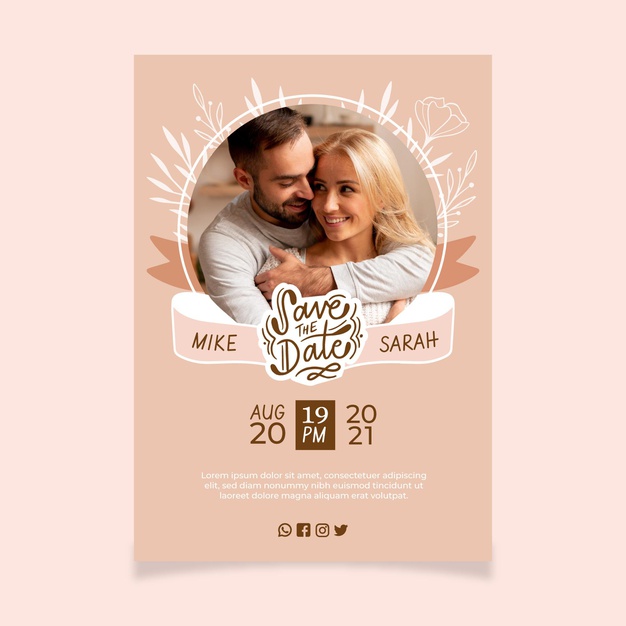 Save
THE
Date
MIKE
SARAH
AUG 19 20
20 PM 21
Lorem ipsum dolor sit amet, consectetur adipiscing
elit, sed diam nonummy nibh euismod tincidunt ut
laoreet dolore magna aliquam erat volutpat.